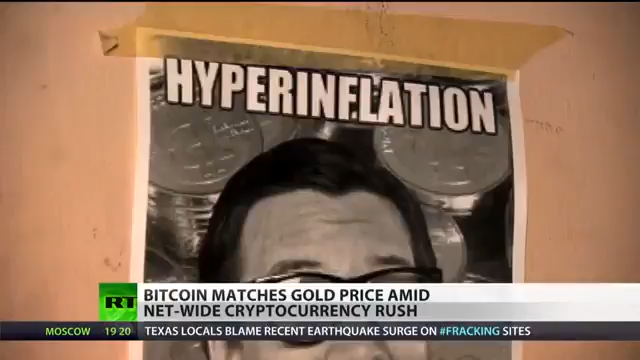 HYPERINFLATION
RT
BITCOIN MATCHES GOLD PRICE AMID
NET-WIDE CRYPTOCURRENCY RUSH
MOSCOW 19 20 TEXAS LOCALS BLAME RECENT EARTHQUAKE SURGE ON #FRACKING SITES